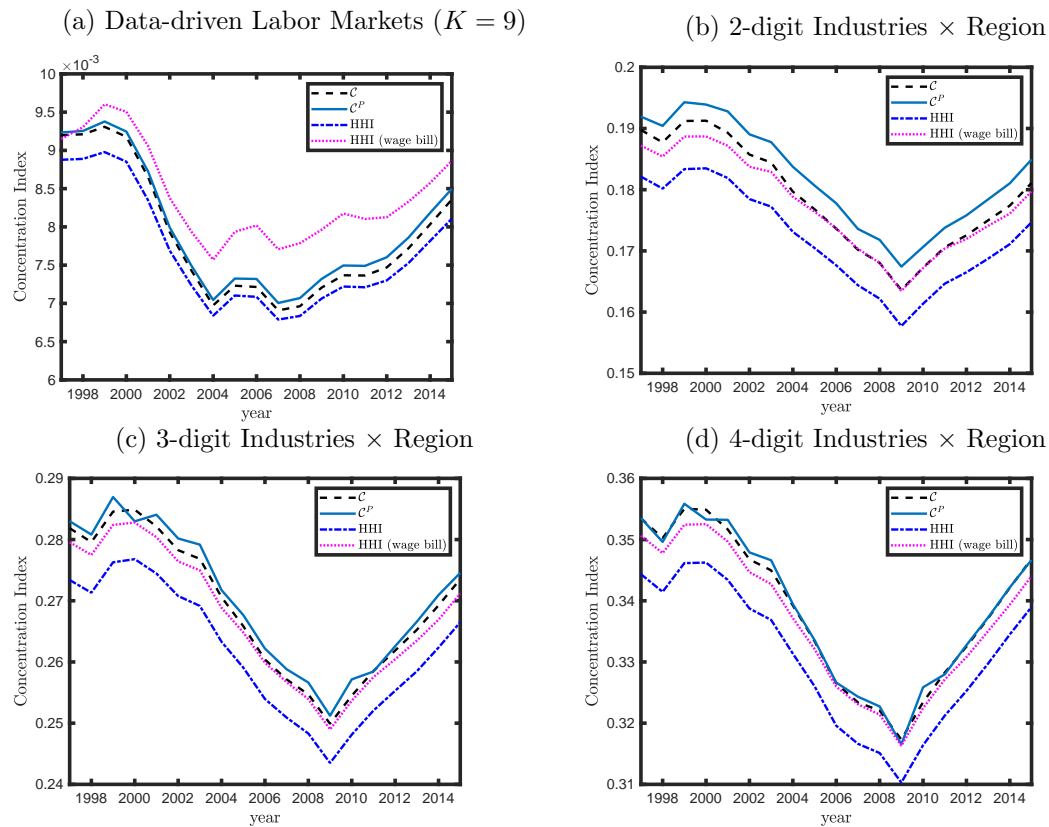 (a) Data-driven Labor Markets (K = 9)
×10⁻³
10
9.5
9
8.5
8
7.5
7
6.5
6
Concentration Index
𝒞
𝒞ᴾ
HHI
HHI (wage bill)
1998 2000 2002 2004 2006 2008 2010 2012 2014
year
(b) 2-digit Industries × Region
0.2
0.19
0.18
0.17
0.16
0.15
Concentration Index
𝒞
𝒞ᴾ
HHI
HHI (wage bill)
1998 2000 2002 2004 2006 2008 2010 2012 2014
year
(c) 3-digit Industries × Region
0.29
0.28
0.27
0.26
0.25
0.24
Concentration Index
𝒞
𝒞ᴾ
HHI
HHI (wage bill)
1998 2000 2002 2004 2006 2008 2010 2012 2014
year
(d) 4-digit Industries × Region
0.36
0.35
0.34
0.33
0.32
0.31
Concentration Index
𝒞
𝒞ᴾ
HHI
HHI (wage bill)
1998 2000 2002 2004 2006 2008 2010 2012 2014
year